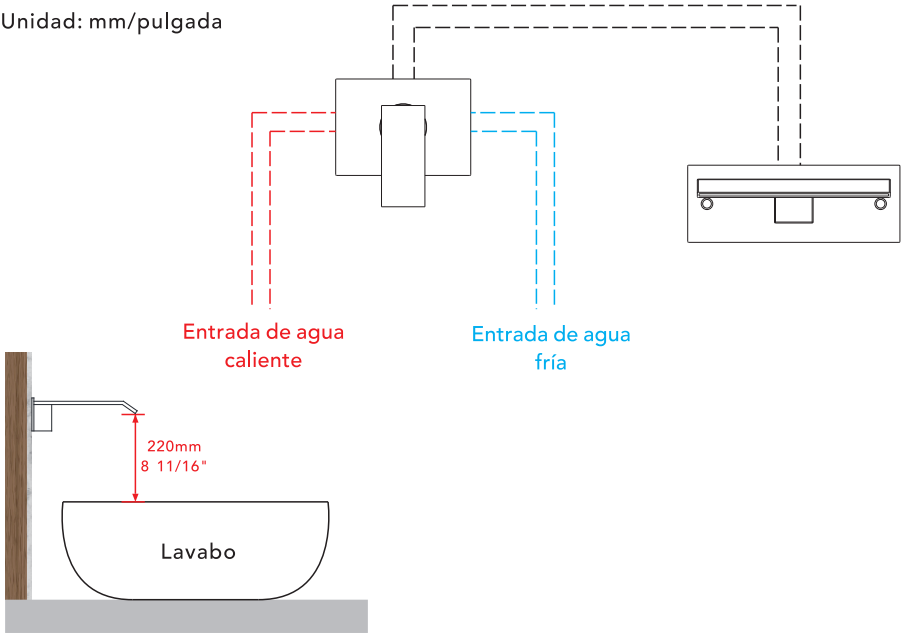 Unidad: mm/pulgada
Entrada de agua
caliente
Entrada de agua
fría
220mm
8 11/16"
Lavabo